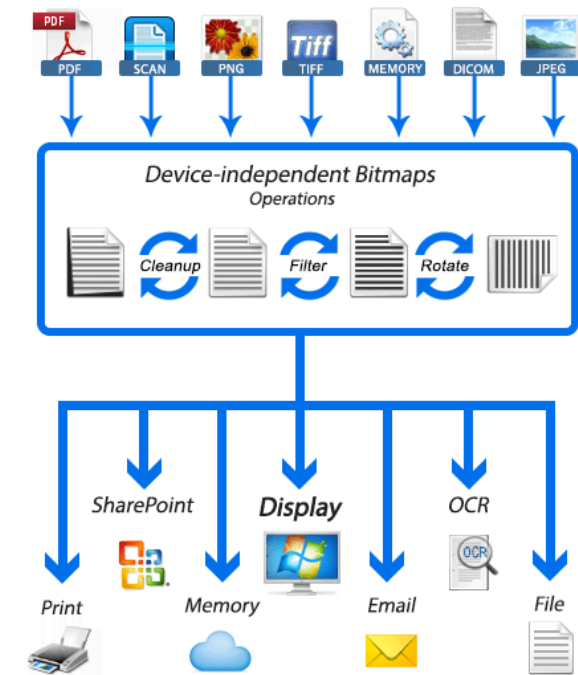 PDF
PDF
SCAN
PNG
Tiff
TIFF
MEMORY
DICOM
JPEG
Device-independent Bitmaps
Operations
Cleanup
Filter
Rotate
SharePoint
Display
OCR
OCR
Print
Memory
Email
File